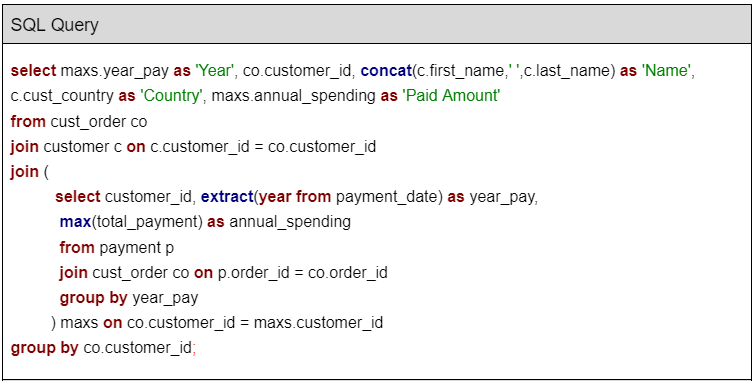 SQL Query
select maxs.year_pay as 'Year', co.customer_id, concat(c.first_name,' ',c.last_name) as 'Name',
c.cust_country as 'Country', maxs.annual_spending as 'Paid Amount'
from cust_order co
join customer c on c.customer_id = co.customer_id
join (
select customer_id, extract(year from payment_date) as year_pay,
max(total_payment) as annual_spending
from payment p
join cust_order co on p.order_id = co.order_id
group by year_pay
) maxs on co.customer_id = maxs.customer_id
group by co.customer_id;